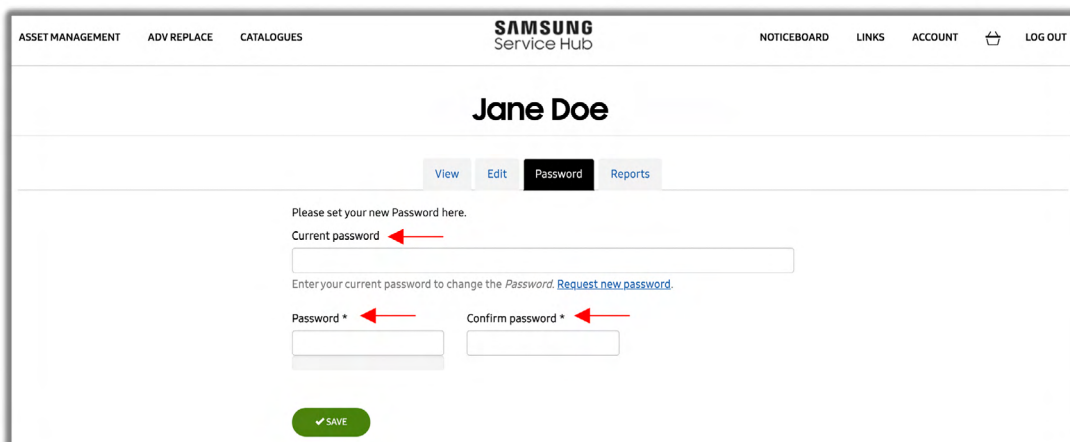 ASSET MANAGEMENT ADV REPLACE CATALOGUES SAMSUNG Service Hub NOTICEBOARD LINKS ACCOUNT LOG OUT
Jane Doe
View Edit Password Reports
Please set your new Password here.
Current password
Enter your current password to change the Password. Request new password.
Password * Confirm password *
SAVE